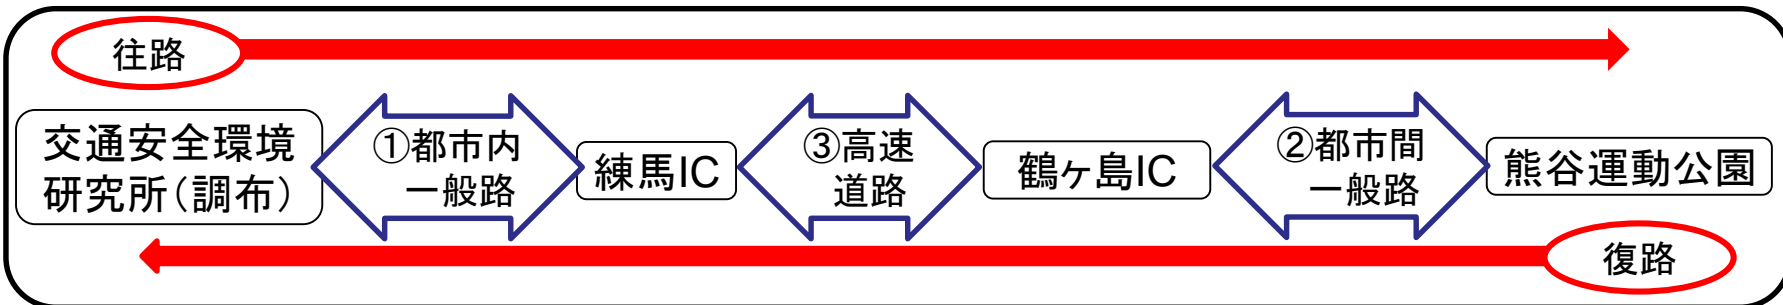 往路
交通安全環境
研究所(調布)
①都市内
一般路
練馬IC
③高速
道路
鶴ヶ島IC
②都市間
一般路
熊谷運動公園
復路